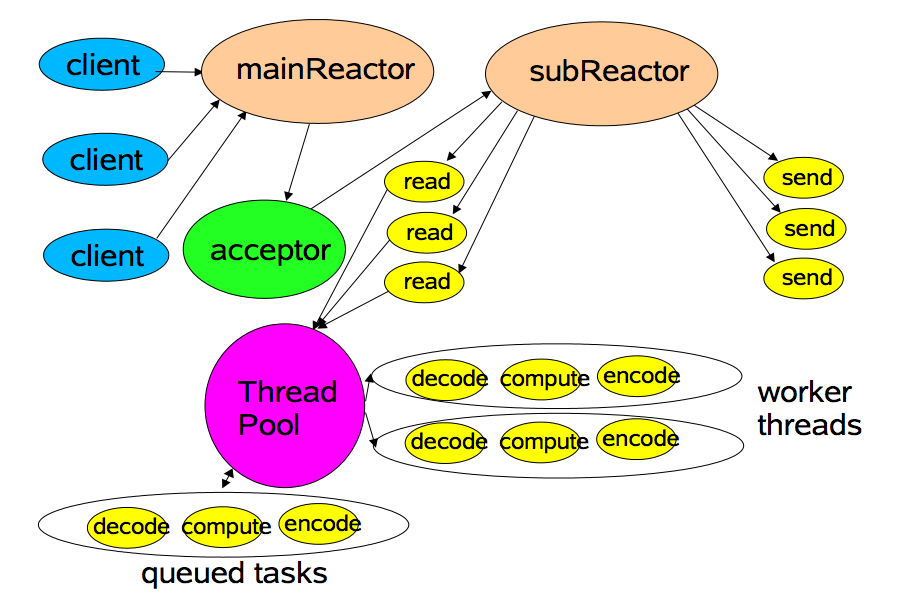 client
mainReactor
subReactor
client
read
send
client
acceptor
read
send
read
send
Thread
Pool
decode compute encode
decode compute encode
worker
threads
decode compute encode
queued tasks